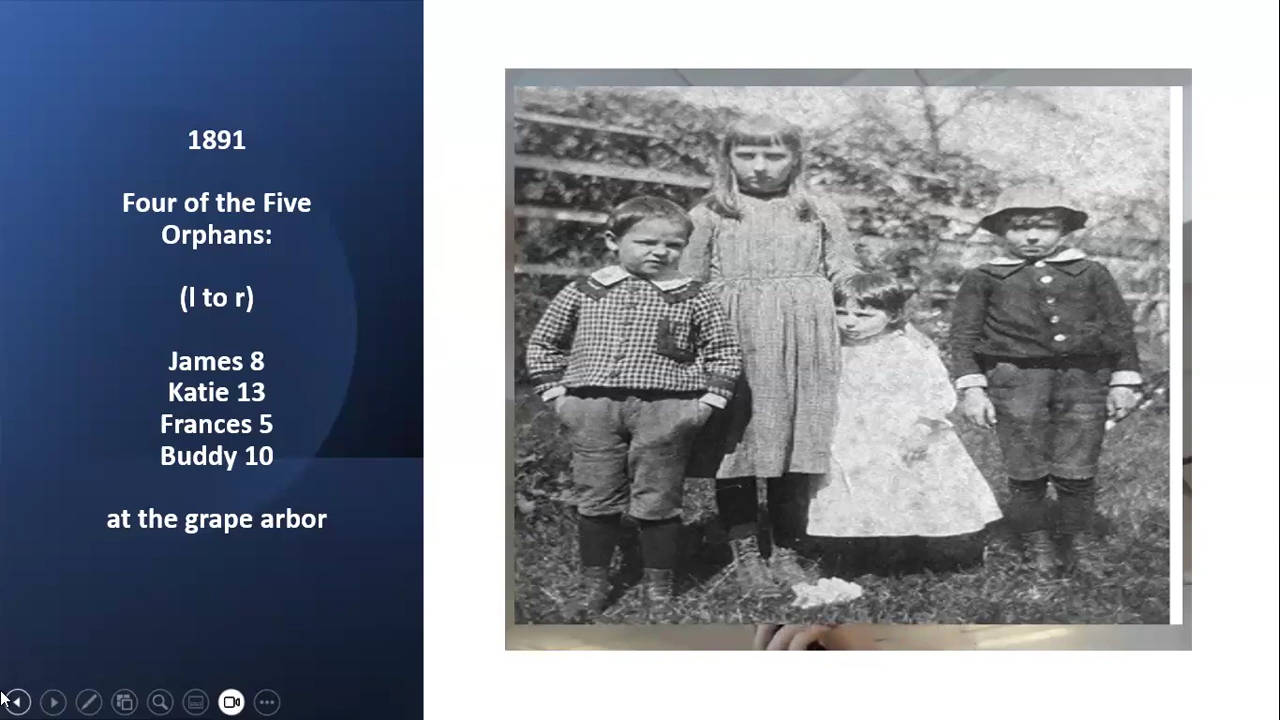 1891
Four of the Five
Orphans:
(l to r)
James 8
Katie 13
Frances 5
Buddy 10
at the grape arbor